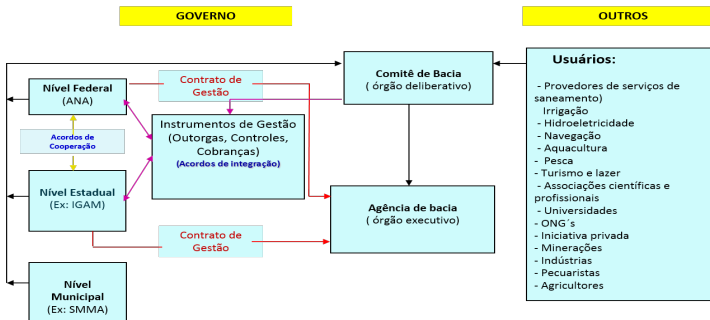 GOVERNO
OUTROS
Nível Federal
(ANA)
Acordos de
Cooperação
Nível Estadual
(Ex: IGAM)
Nível
Municipal
(Ex: SMMA)
Contrato de
Gestão
Instrumentos de Gestão
(Outorgas, Controles,
Cobranças)
(Acordos de integração)
Contrato de
Gestão
Comitê de Bacia
( órgão deliberativo)
Agência de bacia
( órgão executivo)
Usuários:
- Provedores de serviços de
saneamento)
Irrigação
- Hidroeletricidade
- Navegação
- Aquacultura
- Pesca
- Turismo e lazer
- Associações científicas e
profissionais
- Universidades
- ONG´s
- Iniciativa privada
- Minerações
- Indústrias
- Pecuaristas
- Agricultores